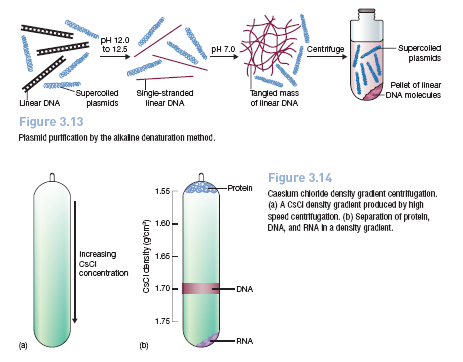 pH 12.0
to 12.5
pH 7.0
Centrifuge
Supercoiled
plasmids
Pellet of linear
DNA molecules
Linear DNA
Supercoiled
plasmids
Single-stranded
linear DNA
Tangled mass
of linear DNA
Figure 3.13
Plasmid purification by the alkaline denaturation method.
Figure 3.14
Caesium chloride density gradient centrifugation.
(a) A CsCl density gradient produced by high
speed centrifugation. (b) Separation of protein,
DNA, and RNA in a density gradient.
Increasing
CsCl
concentration
(a)
CsCl density (g/cm³)
1.55
1.60
1.65
1.70
1.75
Protein
DNA
RNA
(b)